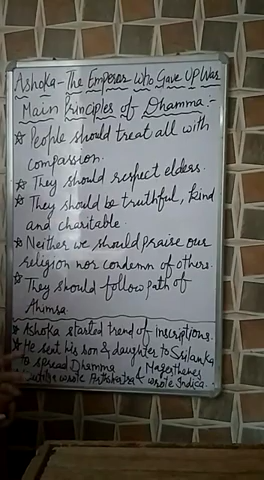 Ashoka - The Emperor Who Gave UP War
Main Principles of Dhamma :-
☆ People should treat all with
compassion.
☆ They should respect elders.
☆ They should be truthful, kind
and charitable.
☆ Neither we should praise our
religion nor condemn of others.
☆ They should follow path of
Ahimsa.
☆ Ashoka started trend of inscriptions.
☆ He sent his son & daughter to Srilanka
to spread Dhamma
wrote Arthshastra & wrote Indica.